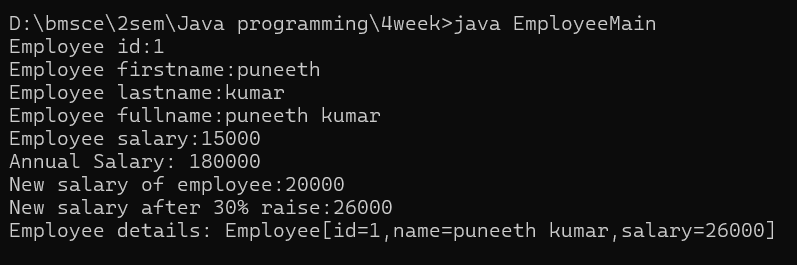 D:\bmsce\2sem\Java programming\4week>java EmployeeMain
Employee id:1
Employee firstname:puneeth
Employee lastname:kumar
Employee fullname:puneeth kumar
Employee salary:15000
Annual Salary: 180000
New salary of employee:20000
New salary after 30% raise:26000
Employee details: Employee[id=1,name=puneeth kumar,salary=26000]